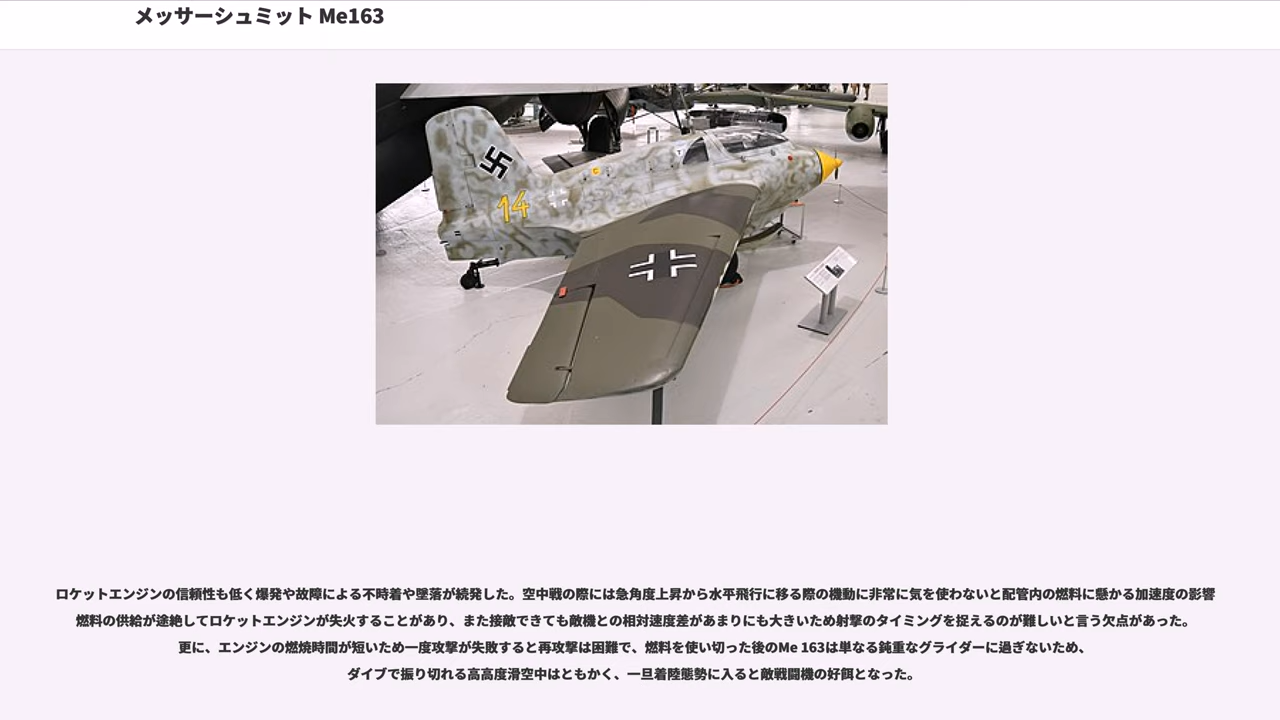 メッサーシュミット Me163
14
ロケットエンジンの信頼性も低く爆発や故障による不時着や墜落が続発した。空中戦の際には急角度上昇から水平飛行に移る際の機動に非常に気を使わないと配管内の燃料に懸かる加速度の影響
燃料の供給が途絶してロケットエンジンが失火することがあり、また接敵できても敵機との相対速度差があまりにも大きいため射撃のタイミングを捉えるのが難しいと言う欠点があった。
更に、エンジンの燃焼時間が短いため一度攻撃が失敗すると再攻撃は困難で、燃料を使い切った後のMe 163は単なる鈍重なグライダーに過ぎないため、
ダイブで振り切れる高高度滑空中はともかく、一旦着陸態勢に入ると敵戦闘機の好餌となった。